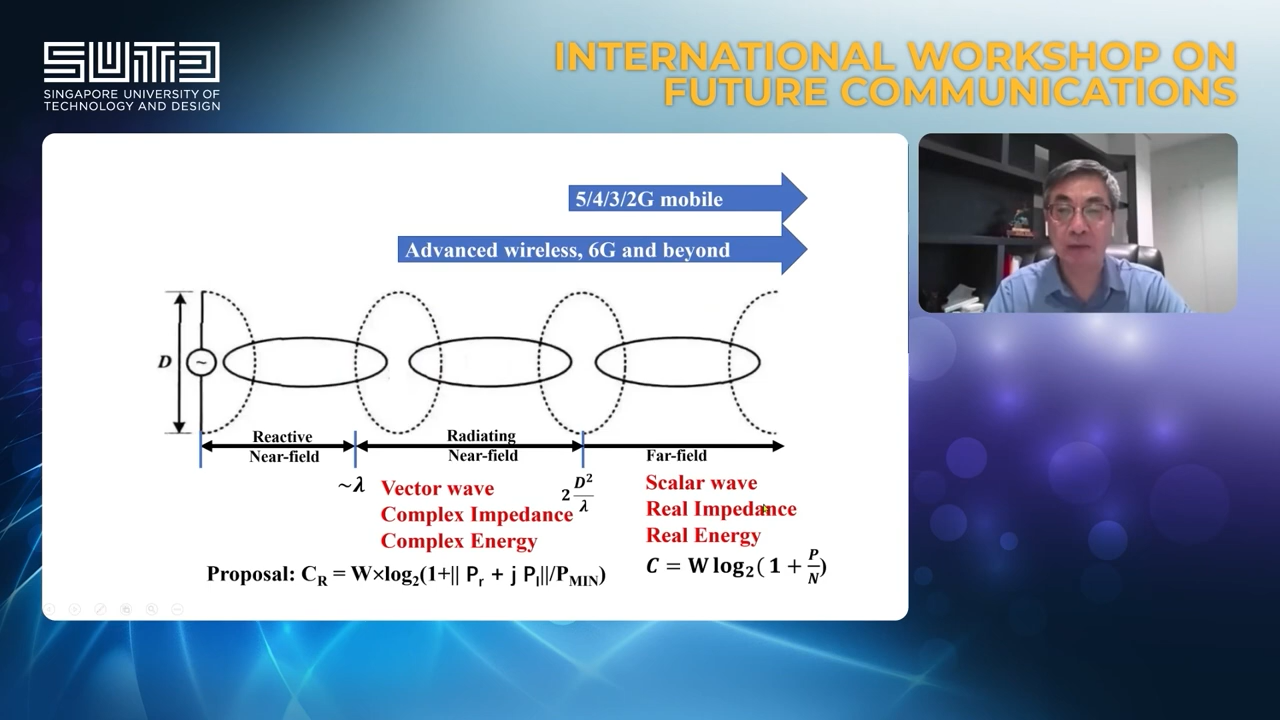 SUTD
SINGAPORE UNIVERSITY OF
TECHNOLOGY AND DESIGN
INTERNATIONAL WORKSHOP ON
FUTURE COMMUNICATIONS
5/4/3/2G mobile
Advanced wireless, 6G and beyond
D
~
Reactive
Near-field
Radiating
Near-field
Far-field
~λ
2 D²/λ
Vector wave
Complex Impedance
Complex Energy
Scalar wave
Real Impedance
Real Energy
Proposal: C_R = W×log₂(1+|| P_r + j P_I||/P_MIN)
C = W log₂( 1 + P/N)